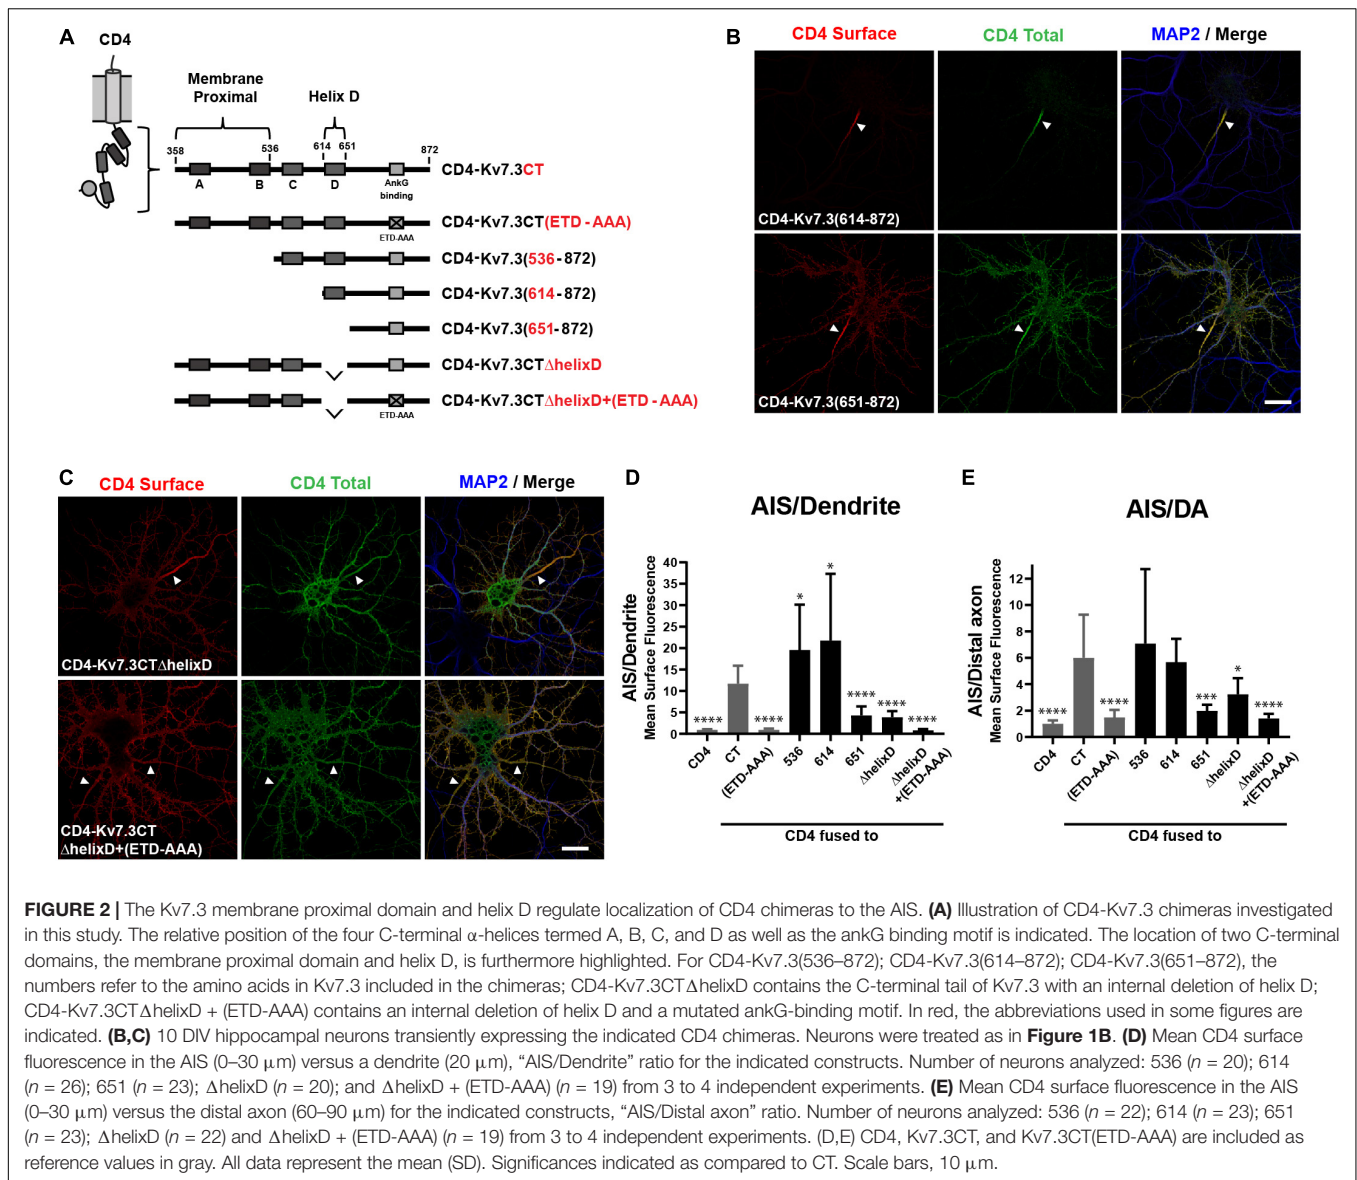 A
CD4
Membrane
Proximal
Helix D
358
536
614
651
872
A
B
C
D
AnkG
binding
CD4-Kv7.3CT
ETD-AAA
CD4-Kv7.3CT(ETD-AAA)
CD4-Kv7.3(536-872)
CD4-Kv7.3(614-872)
CD4-Kv7.3(651-872)
CD4-Kv7.3CTΔhelixD
ETD-AAA
CD4-Kv7.3CTΔhelixD+(ETD-AAA)
B
CD4 Surface
CD4 Total
MAP2 / Merge
CD4-Kv7.3(614-872)
CD4-Kv7.3(651-872)
C
CD4 Surface
CD4 Total
MAP2 / Merge
CD4-Kv7.3CTΔhelixD
CD4-Kv7.3CT
ΔhelixD+(ETD-AAA)
D
AIS/Dendrite
AIS/Dendrite
Mean Surface Fluorescence
40
35
30
25
20
15
10
5
0
****
****
*
*
****
****
****
CD4
CT
(ETD-AAA)
536
614
651
ΔhelixD
ΔhelixD
+(ETD-AAA)
CD4 fused to
E
AIS/DA
AIS/Distal axon
Mean Surface Fluorescence
12
10
8
6
4
2
0
****
****
***
*
****
CD4
CT
(ETD-AAA)
536
614
651
ΔhelixD
ΔhelixD
+(ETD-AAA)
CD4 fused to
FIGURE 2 | The Kv7.3 membrane proximal domain and helix D regulate localization of CD4 chimeras to the AIS. (A) Illustration of CD4-Kv7.3 chimeras investigated
in this study. The relative position of the four C-terminal α-helices termed A, B, C, and D as well as the ankG binding motif is indicated. The location of two C-terminal
domains, the membrane proximal domain and helix D, is furthermore highlighted. For CD4-Kv7.3(536–872); CD4-Kv7.3(614–872); CD4-Kv7.3(651–872), the
numbers refer to the amino acids in Kv7.3 included in the chimeras; CD4-Kv7.3CTΔhelixD contains the C-terminal tail of Kv7.3 with an internal deletion of helix D;
CD4-Kv7.3CTΔhelixD + (ETD-AAA) contains an internal deletion of helix D and a mutated ankG-binding motif. In red, the abbreviations used in some figures are
indicated. (B,C) 10 DIV hippocampal neurons transiently expressing the indicated CD4 chimeras. Neurons were treated as in Figure 1B. (D) Mean CD4 surface
fluorescence in the AIS (0–30 μm) versus a dendrite (20 μm), “AIS/Dendrite” ratio for the indicated constructs. Number of neurons analyzed: 536 (n = 20); 614
(n = 26); 651 (n = 23); ΔhelixD (n = 20); and ΔhelixD + (ETD-AAA) (n = 19) from 3 to 4 independent experiments. (E) Mean CD4 surface fluorescence in the AIS
(0–30 μm) versus the distal axon (60–90 μm) for the indicated constructs, “AIS/Distal axon” ratio. Number of neurons analyzed: 536 (n = 22); 614 (n = 23); 651
(n = 23); ΔhelixD (n = 22) and ΔhelixD + (ETD-AAA) (n = 19) from 3 to 4 independent experiments. (D,E) CD4, Kv7.3CT, and Kv7.3CT(ETD-AAA) are included as
reference values in gray. All data represent the mean (SD). Significances indicated as compared to CT. Scale bars, 10 μm.